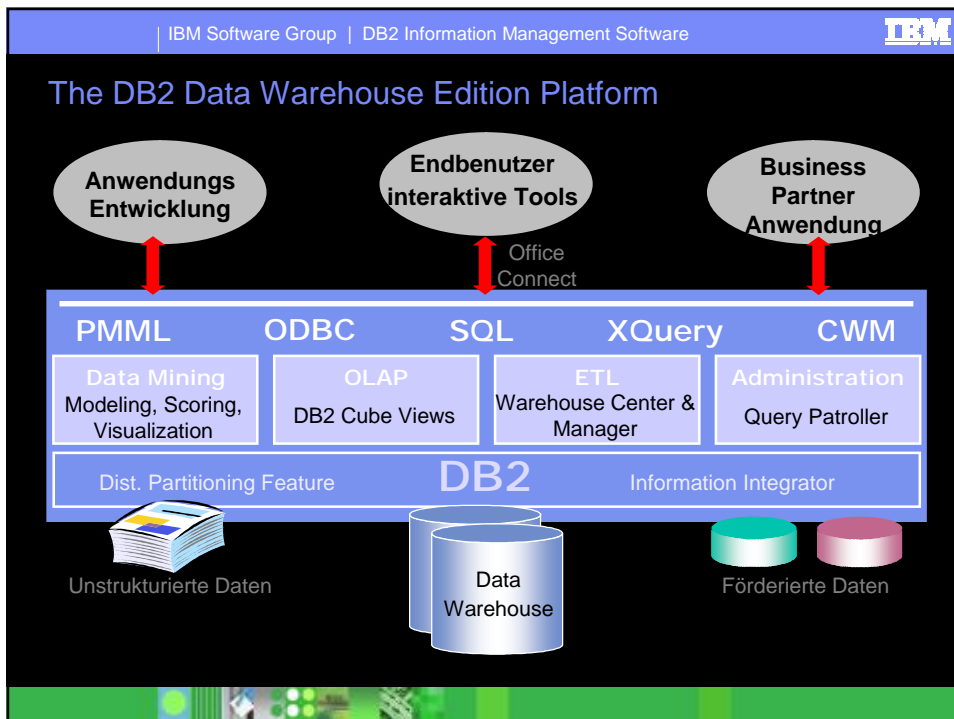 IBM Software Group | DB2 Information Management Software
IBM
The DB2 Data Warehouse Edition Platform
Anwendungs
Entwicklung
Endbenutzer
interaktive Tools
Business
Partner
Anwendung
Office
Connect
PMML ODBC SQL XQuery CWM
Data Mining
Modeling, Scoring,
Visualization
OLAP
DB2 Cube Views
ETL
Warehouse Center &
Manager
Administration
Query Patroller
Dist. Partitioning Feature DB2 Information Integrator
Unstrukturierte Daten
Data
Warehouse
Förderierte Daten